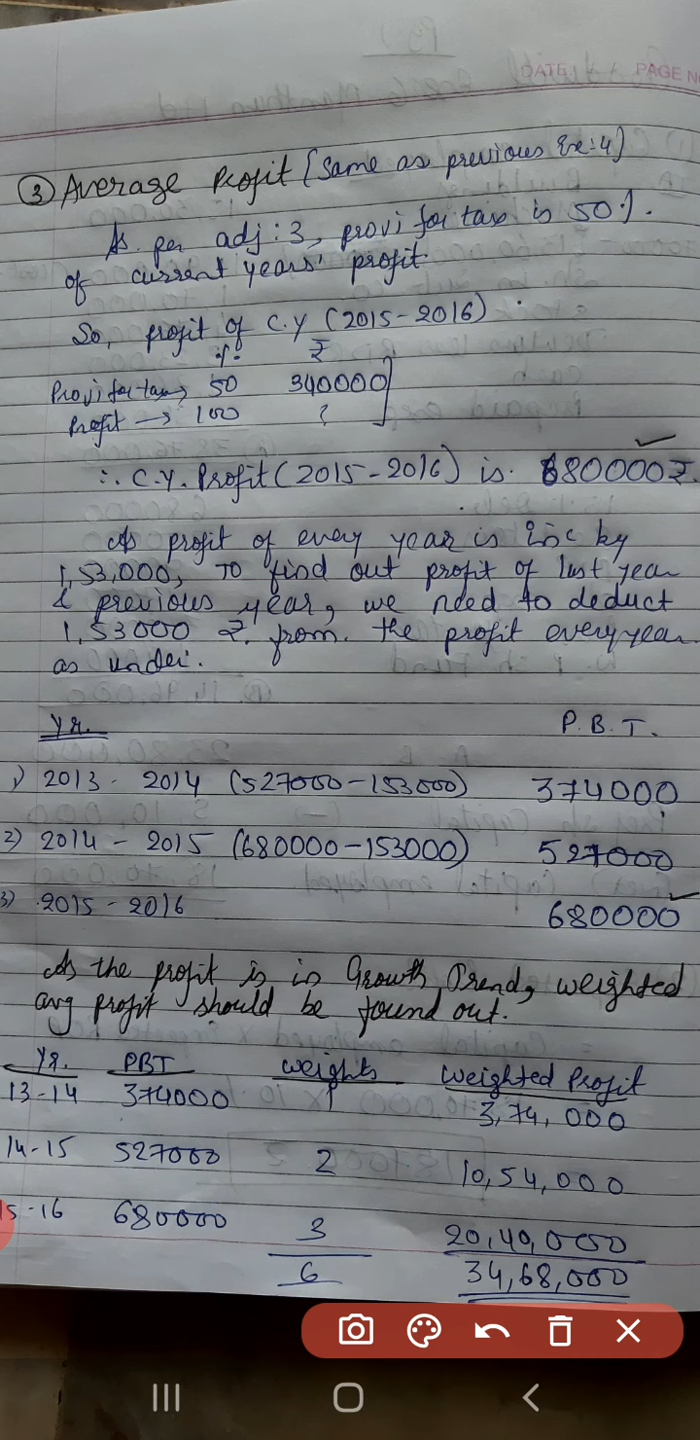 DATE PAGE NO
③ Average Profit [Same as previous Exe:4]
As per adj:3, provi for tax is 50%.
of current years' profit.
So, profit of C.Y (2015-2016)
% ₹
Provi for tax → 50 340000
Profit → 100 ?
∴ C.Y. Profit (2015-2016) is 680000₹.
As profit of every year is inc by
1,53,000, To find out profit of last year
& previous year, we need to deduct
1,53000 ₹. from the profit every year
as under.
Yr. P.B.T.
1) 2013 - 2014 (527000-153000) 374000
2) 2014 - 2015 (680000-153000) 527000
3) 2015-2016 680000
As the profit is in Growth Trend, weighted
avg profit should be found out.
Yr. PBT weights Weighted Profit
13-14 374000 1 3,74,000
14-15 527000 2 10,54,000
15-16 680000 3 20,40,000
6 34,68,000